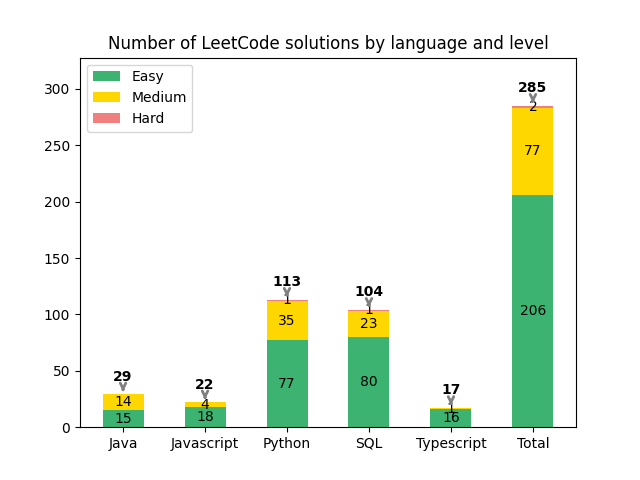 Number of LeetCode solutions by language and level
Easy
Medium
Hard
300
250
200
150
100
50
0
29
14
15
22
4
18
113
1
35
77
104
1
23
80
17
1
16
285
2
77
206
Java
Javascript
Python
SQL
Typescript
Total